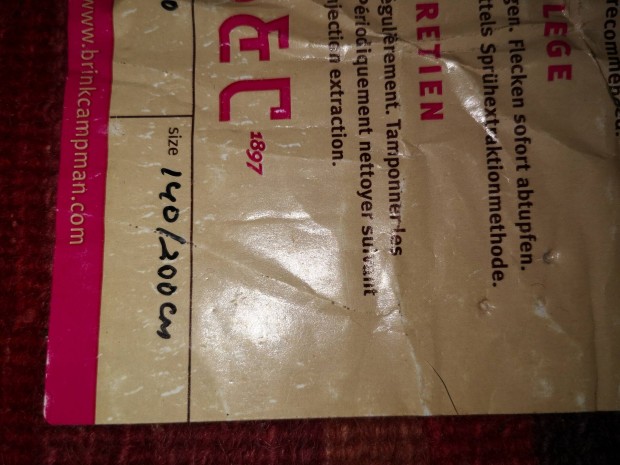 recommended.
LEGE
gen. Flecken sofort abtupfen.
ttels Sprühextraktionmethode.
RETIEN
égulèrement. Tamponner les
Périodiquement nettoyer suivant
njection extraction.
& C
1897
size 140/200cm
www.brinkcampman.com